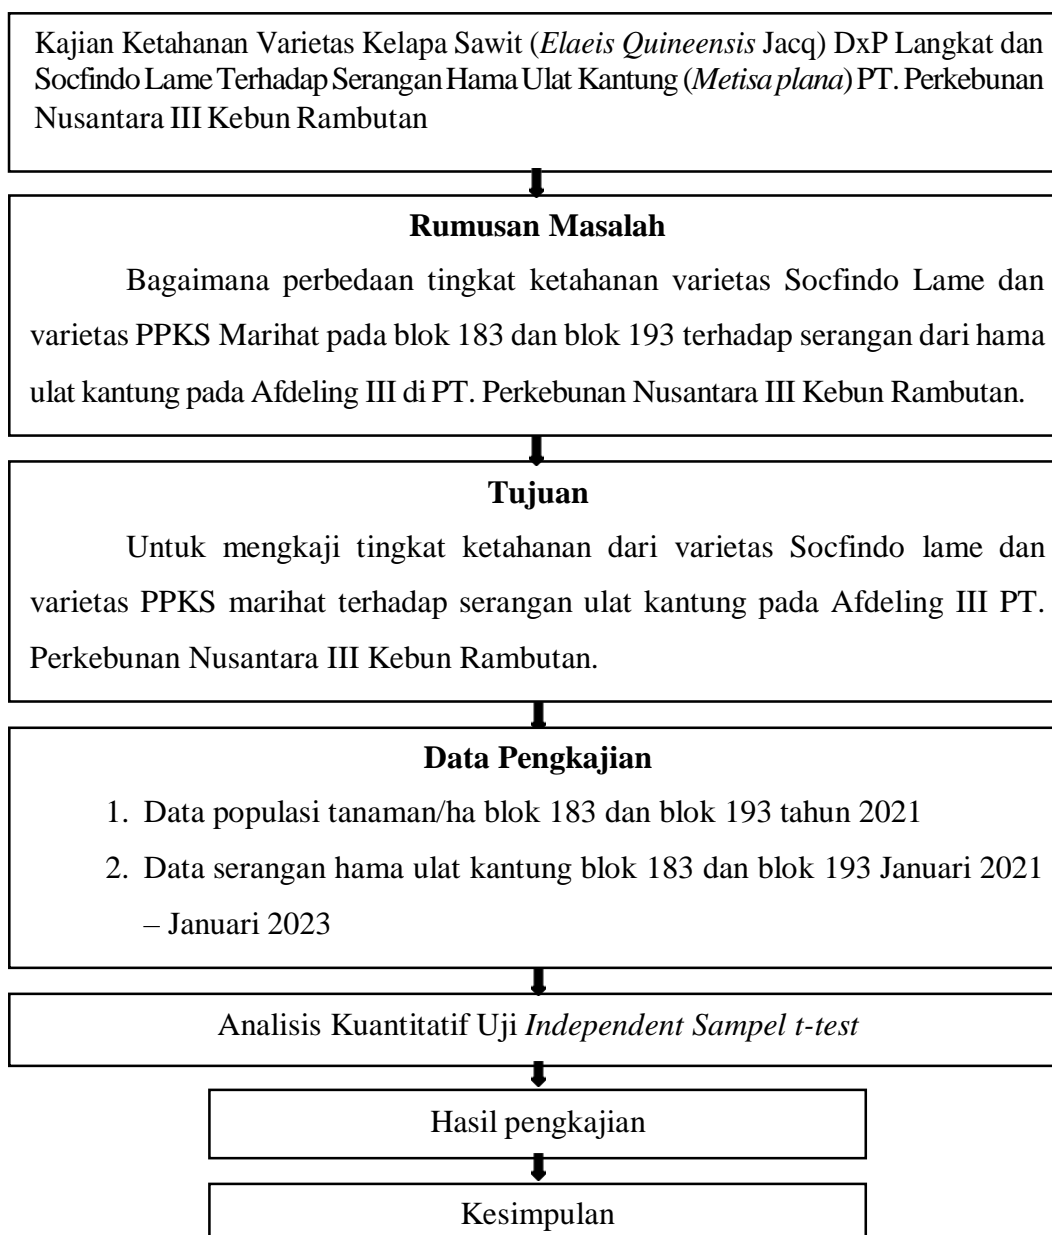 Kajian Ketahanan Varietas Kelapa Sawit (Elaeis Quineensis Jacq) DxP Langkat dan
Socfindo Lame Terhadap Serangan Hama Ulat Kantung (Metisa plana) PT. Perkebunan
Nusantara III Kebun Rambutan
Rumusan Masalah
Bagaimana perbedaan tingkat ketahanan varietas Socfindo Lame dan
varietas PPKS Marihat pada blok 183 dan blok 193 terhadap serangan dari hama
ulat kantung pada Afdeling III di PT. Perkebunan Nusantara III Kebun Rambutan.
Tujuan
Untuk mengkaji tingkat ketahanan dari varietas Socfindo lame dan
varietas PPKS marihat terhadap serangan ulat kantung pada Afdeling III PT.
Perkebunan Nusantara III Kebun Rambutan.
Data Pengkajian
1. Data populasi tanaman/ha blok 183 dan blok 193 tahun 2021
2. Data serangan hama ulat kantung blok 183 dan blok 193 Januari 2021
– Januari 2023
Analisis Kuantitatif Uji Independent Sampel t-test
Hasil pengkajian
Kesimpulan